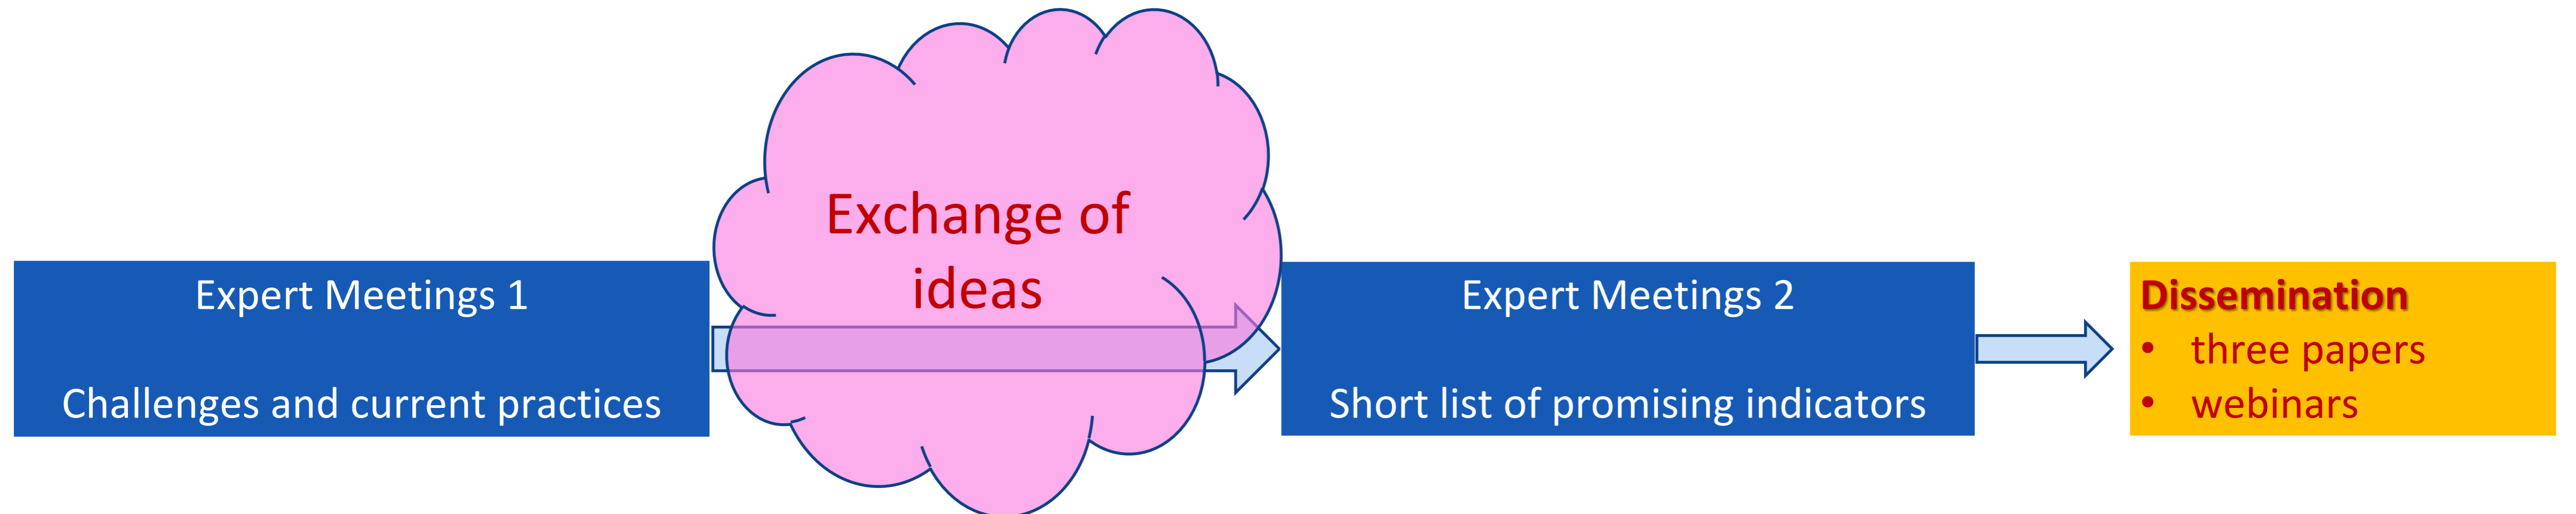 Expert Meetings 1
Challenges and current practices
Exchange of
ideas
Expert Meetings 2
Short list of promising indicators
Dissemination
• three papers
• webinars